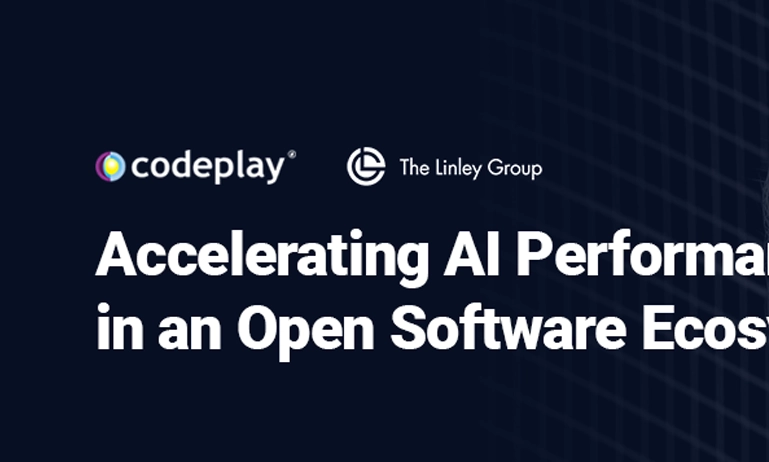 codeplay®
The Linley Group
Accelerating AI Performa
in an Open Software Ecos